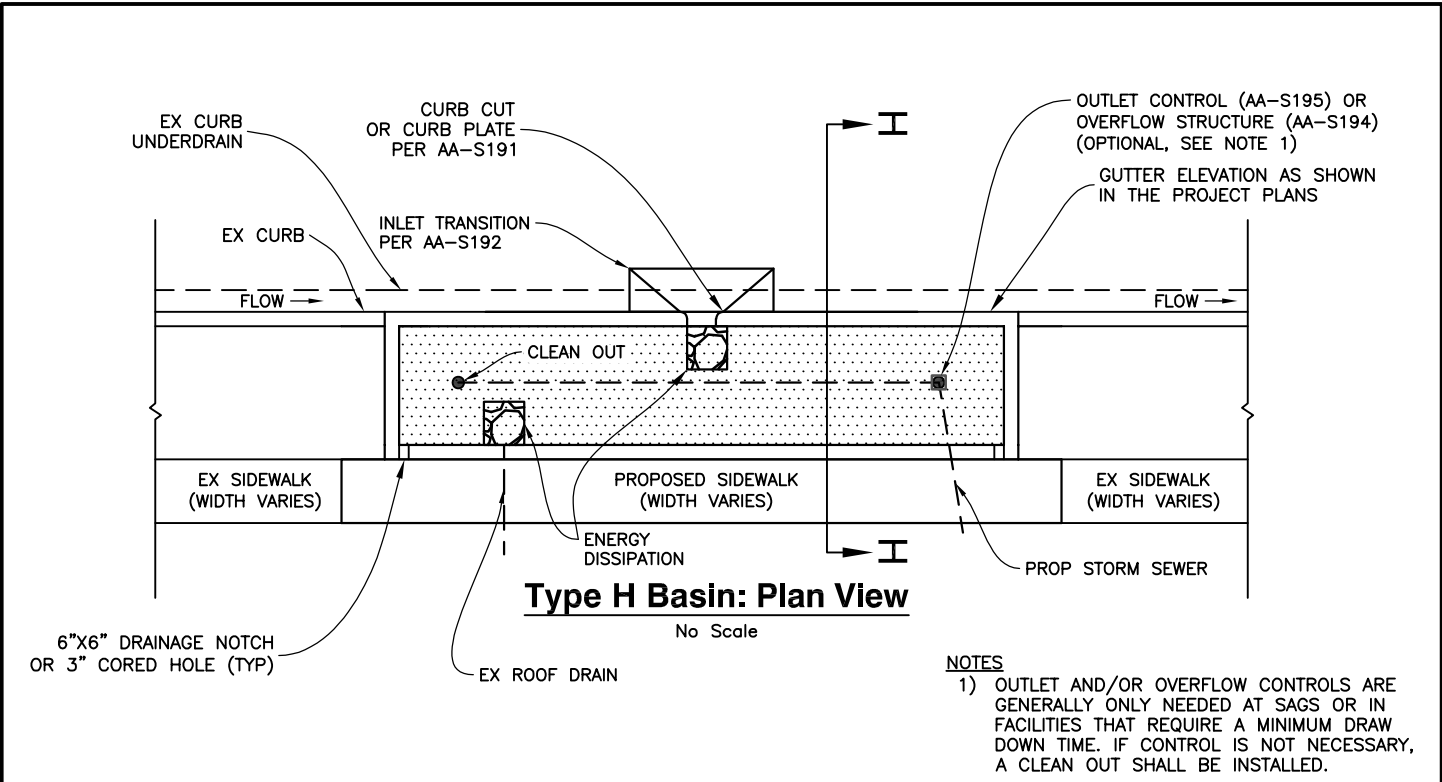 EX CURB
UNDERDRAIN
CURB CUT
OR CURB PLATE
PER AA-S191
H
OUTLET CONTROL (AA-S195) OR
OVERFLOW STRUCTURE (AA-S194)
(OPTIONAL, SEE NOTE 1)
GUTTER ELEVATION AS SHOWN
IN THE PROJECT PLANS
EX CURB
INLET TRANSITION
PER AA-S192
FLOW
FLOW
CLEAN OUT
EX SIDEWALK
(WIDTH VARIES)
PROPOSED SIDEWALK
(WIDTH VARIES)
EX SIDEWALK
(WIDTH VARIES)
ENERGY
DISSIPATION
H
PROP STORM SEWER
Type H Basin: Plan View
No Scale
6"X6" DRAINAGE NOTCH
OR 3" CORED HOLE (TYP)
EX ROOF DRAIN
NOTES
1) OUTLET AND/OR OVERFLOW CONTROLS ARE
GENERALLY ONLY NEEDED AT SAGS OR IN
FACILITIES THAT REQUIRE A MINIMUM DRAW
DOWN TIME. IF CONTROL IS NOT NECESSARY,
A CLEAN OUT SHALL BE INSTALLED.